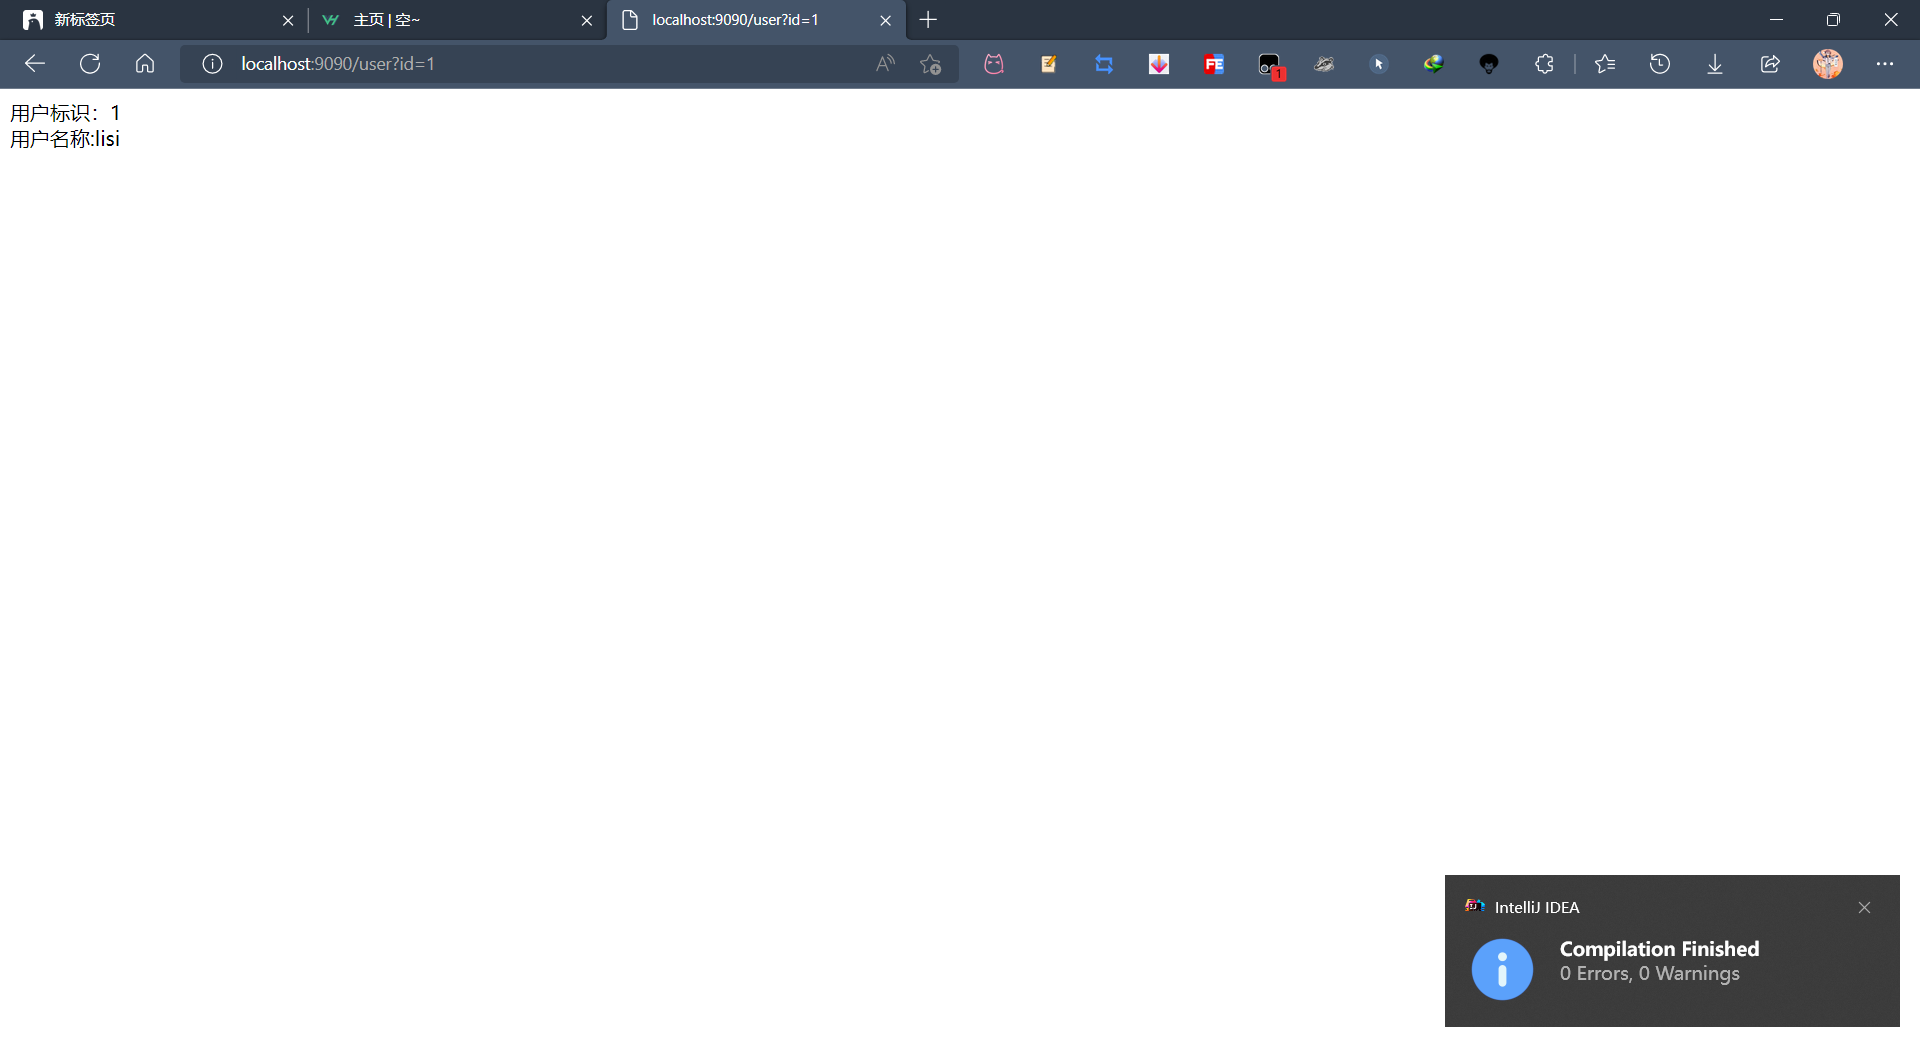 新标签页
主页 | 空~
localhost:9090/user?id=1
localhost:9090/user?id=1
A
FE
1
用户标识：1
用户名称:lisi
IntelliJ IDEA
Compilation Finished
0 Errors, 0 Warnings